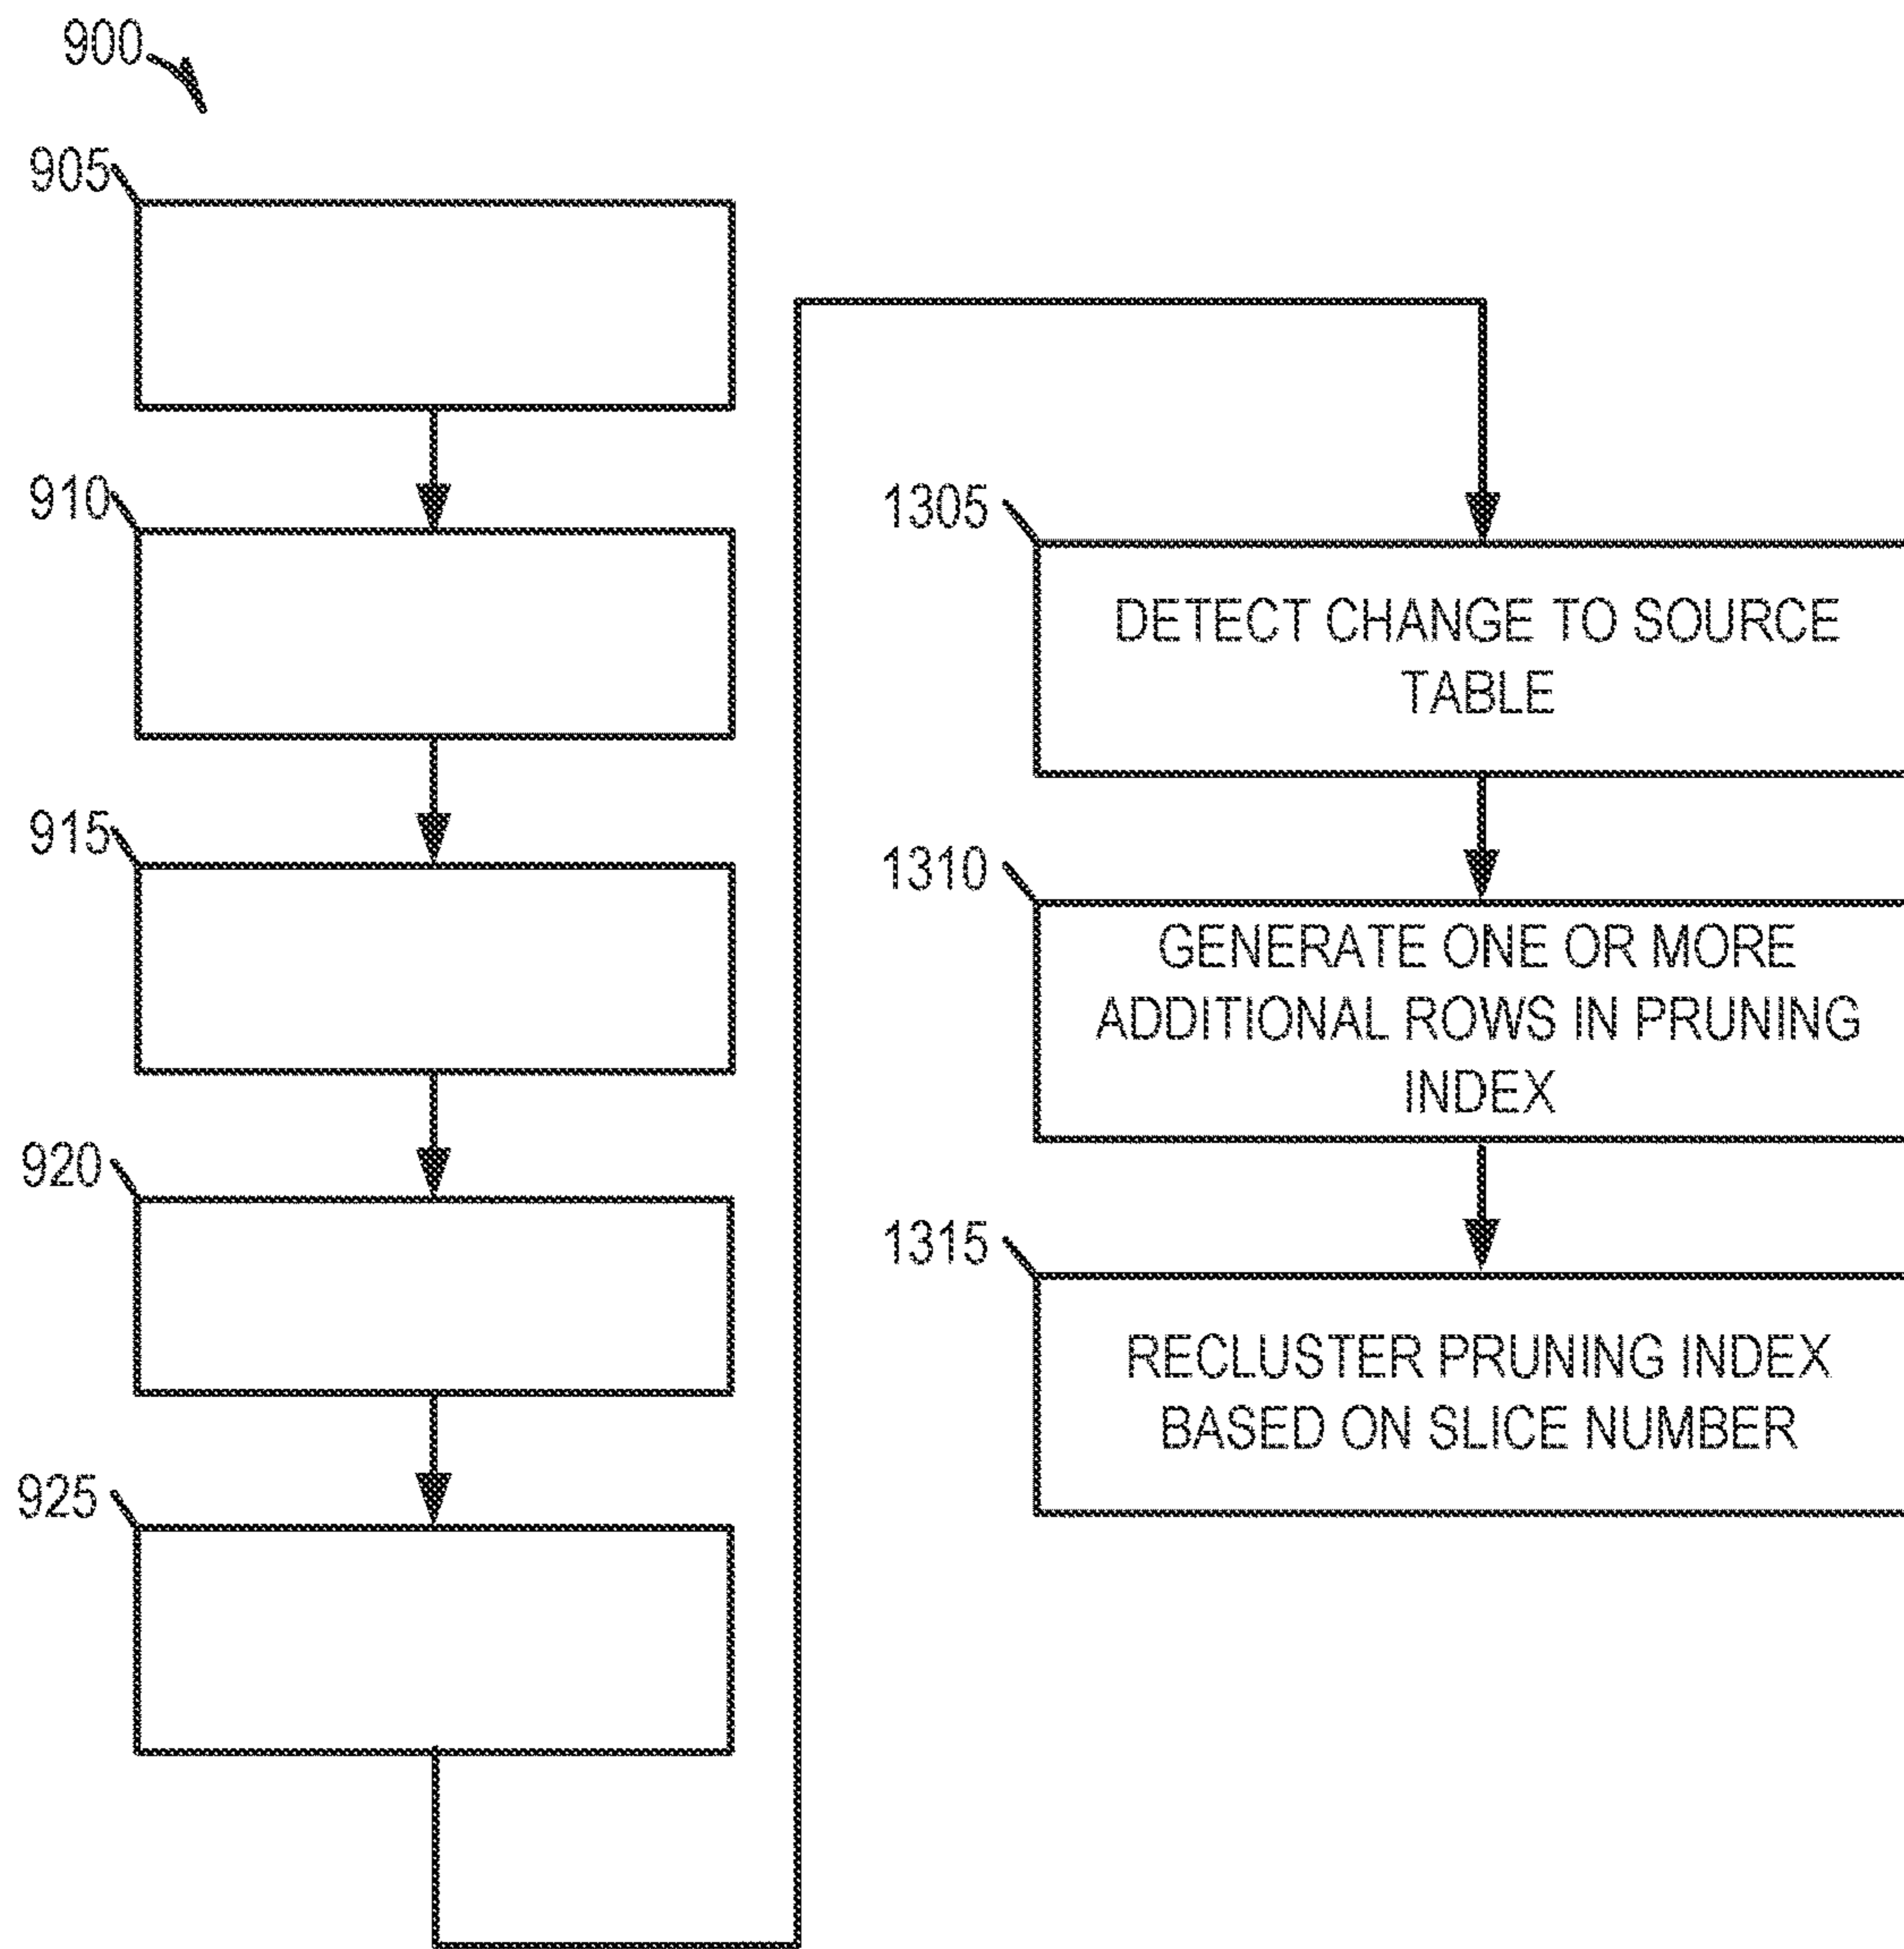 900
905
910
915
920
925
1305
DETECT CHANGE TO SOURCE
TABLE
1310
GENERATE ONE OR MORE
ADDITIONAL ROWS IN PRUNING
INDEX
1315
RECLUSTER PRUNING INDEX
BASED ON SLICE NUMBER